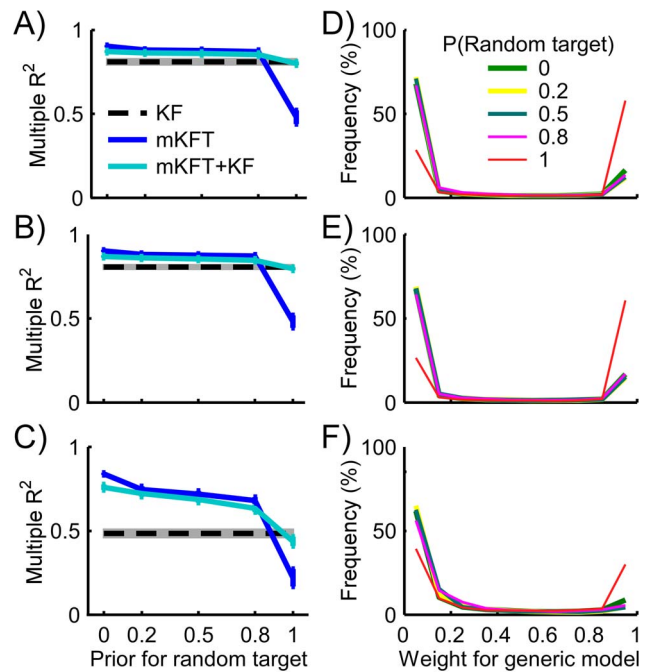 A)
Multiple R²
1
0.5
0
KF
mKFT
mKFT+KF
D)
Frequency (%)
100
50
0
P(Random target)
0
0.2
0.5
0.8
1
B)
Multiple R²
1
0.5
0
E)
Frequency (%)
100
50
0
C)
Multiple R²
1
0.5
0
0 0.2 0.5 0.8 1
Prior for random target
F)
Frequency (%)
100
50
0
0 0.2 0.4 0.6 0.8 1
Weight for generic model